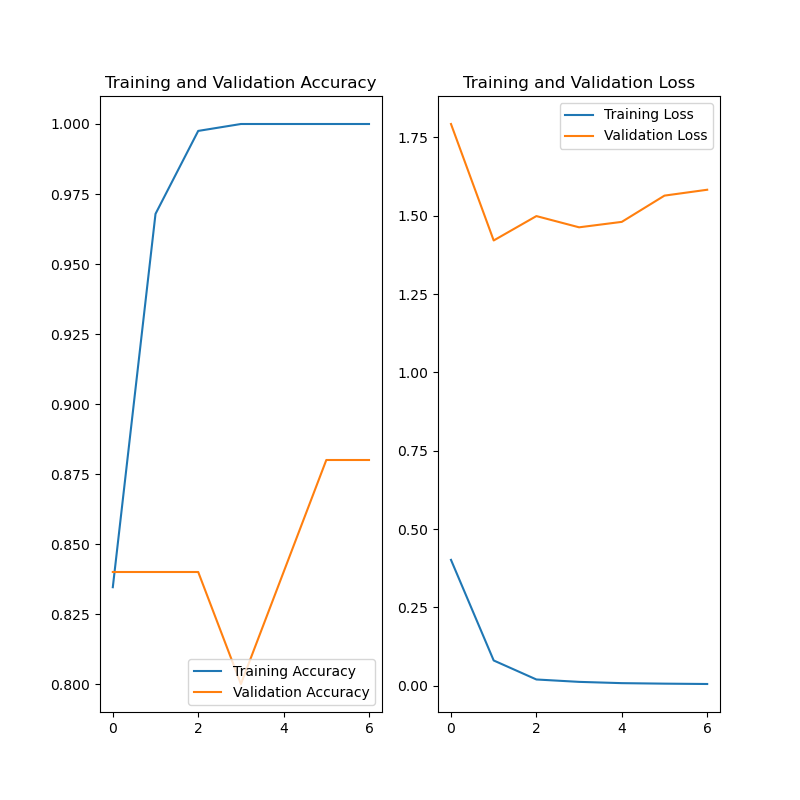 Training and Validation Accuracy
1.000
0.975
0.950
0.925
0.900
0.875
0.850
0.825
0.800
0 2 4 6
Training Accuracy
Validation Accuracy
Training and Validation Loss
1.75
1.50
1.25
1.00
0.75
0.50
0.25
0.00
0 2 4 6
Training Loss
Validation Loss